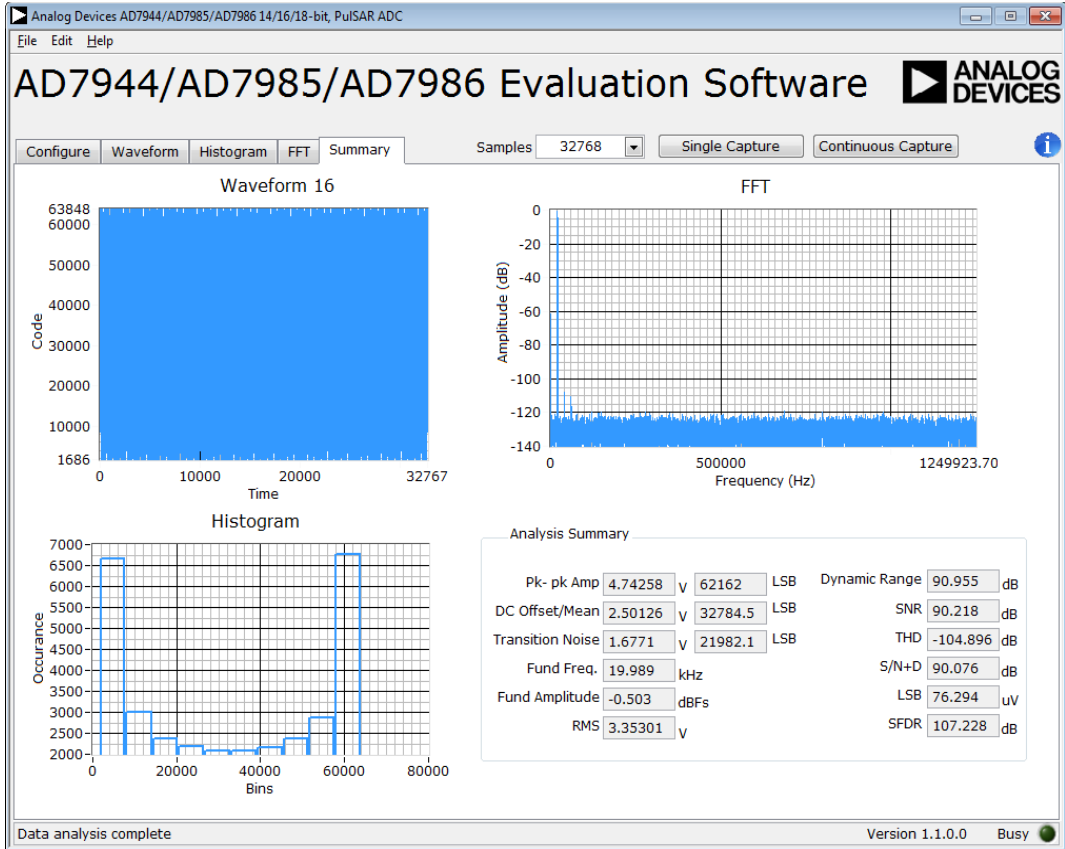 Analog Devices AD7944/AD7985/AD7986 14/16/18-bit, PulSAR ADC
File Edit Help
AD7944/AD7985/AD7986 Evaluation Software
ANALOG
DEVICES
Configure Waveform Histogram FFT Summary Samples 32768 Single Capture Continuous Capture i
Waveform 16
63848
60000
50000
40000
30000
20000
10000
1686
Code
0 10000 20000 32767
Time
FFT
0
-20
-40
-60
-80
-100
-120
-140
Amplitude (dB)
0 500000 1249923.70
Frequency (Hz)
Histogram
7000
6500
6000
5500
5000
4500
4000
3500
3000
2500
2000
Occurance
0 20000 40000 60000 80000
Bins
Analysis Summary
Pk- pk Amp 4.74258 V 62162 LSB
DC Offset/Mean 2.50126 V 32784.5 LSB
Transition Noise 1.6771 V 21982.1 LSB
Fund Freq. 19.989 kHz
Fund Amplitude -0.503 dBFs
RMS 3.35301 V
Dynamic Range 90.955 dB
SNR 90.218 dB
THD -104.896 dB
S/N+D 90.076 dB
LSB 76.294 uV
SFDR 107.228 dB
Data analysis complete Version 1.1.0.0 Busy